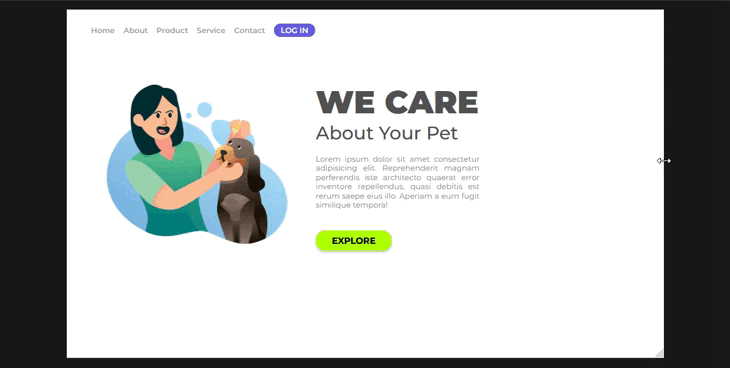 Home About Product Service Contact LOG IN
WE CARE
About Your Pet
Lorem ipsum dolor sit amet consectetur
adipisicing elit. Reprehenderit magnam
perferendis iste architecto quaerat error
inventore repellendus, quasi debitis est
rerum saepe eius illo. Aperiam a eum fugit
similique tempora!
EXPLORE